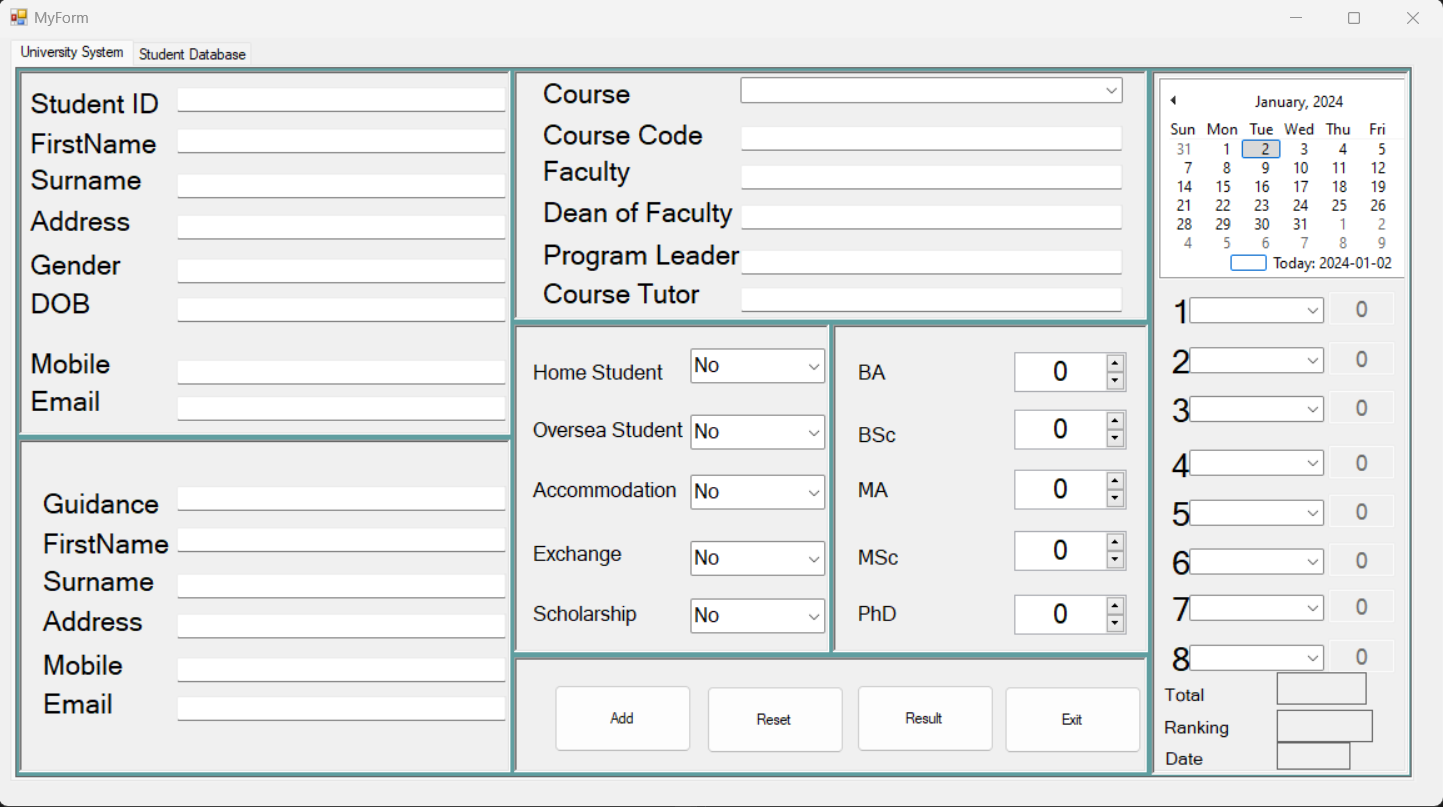 MyForm
University System Student Database
Student ID
FirstName
Surname
Address
Gender
DOB
Mobile
Email
Guidance
FirstName
Surname
Address
Mobile
Email
Course
Course Code
Faculty
Dean of Faculty
Program Leader
Course Tutor
Home Student No
Oversea Student No
Accommodation No
Exchange No
Scholarship No
BA 0
BSc 0
MA 0
MSc 0
PhD 0
Add Reset Result Exit
January, 2024
Sun Mon Tue Wed Thu Fri
31 1 2 3 4 5
7 8 9 10 11 12
14 15 16 17 18 19
21 22 23 24 25 26
28 29 30 31 1 2
4 5 6 7 8 9
Today: 2024-01-02
1 0
2 0
3 0
4 0
5 0
6 0
7 0
8 0
Total
Ranking
Date